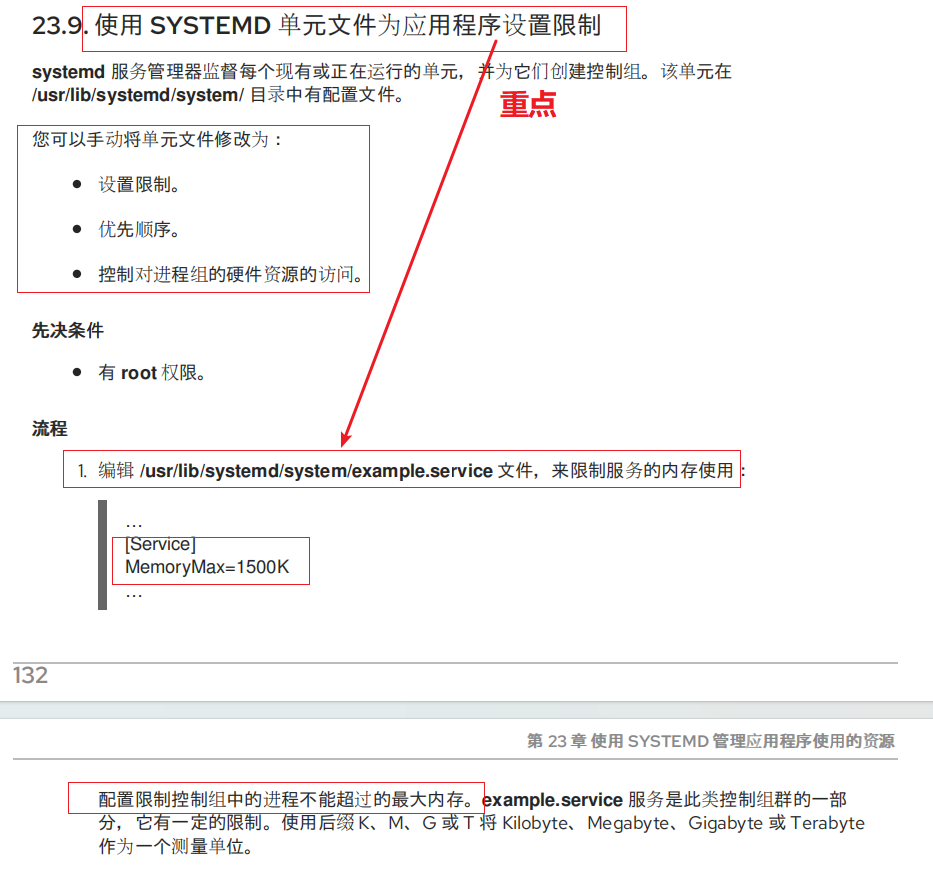 23.9. 使用 SYSTEMD 单元文件为应用程序设置限制
systemd 服务管理器监督每个现有或正在运行的单元，并为它们创建控制组。该单元在
/usr/lib/systemd/system/ 目录中有配置文件。
重点
您可以手动将单元文件修改为：
● 设置限制。
● 优先顺序。
● 控制对进程组的硬件资源的访问。
先决条件
● 有 root 权限。
流程
1. 编辑 /usr/lib/systemd/system/example.service 文件，来限制服务的内存使用：
…
[Service]
MemoryMax=1500K
…
132
第 23 章 使用 SYSTEMD 管理应用程序使用的资源
配置限制控制组中的进程不能超过的最大内存。example.service 服务是此类控制组群的一部
分，它有一定的限制。使用后缀 K、M、G 或 T 将 Kilobyte、Megabyte、Gigabyte 或 Terabyte
作为一个测量单位。